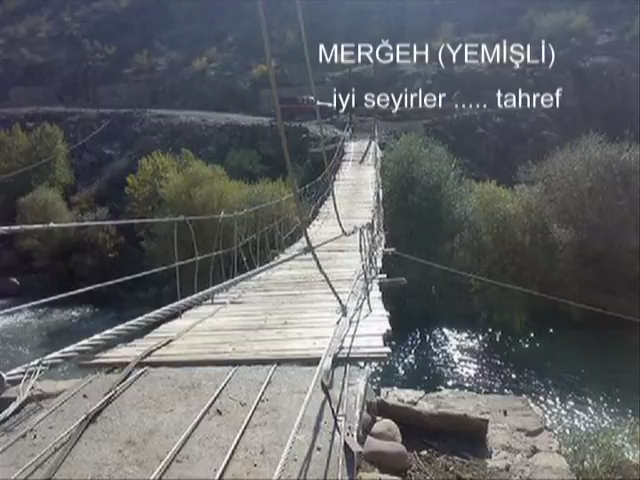 MERĞEH (YEMİŞLİ)
iyi seyirler ..... tahref